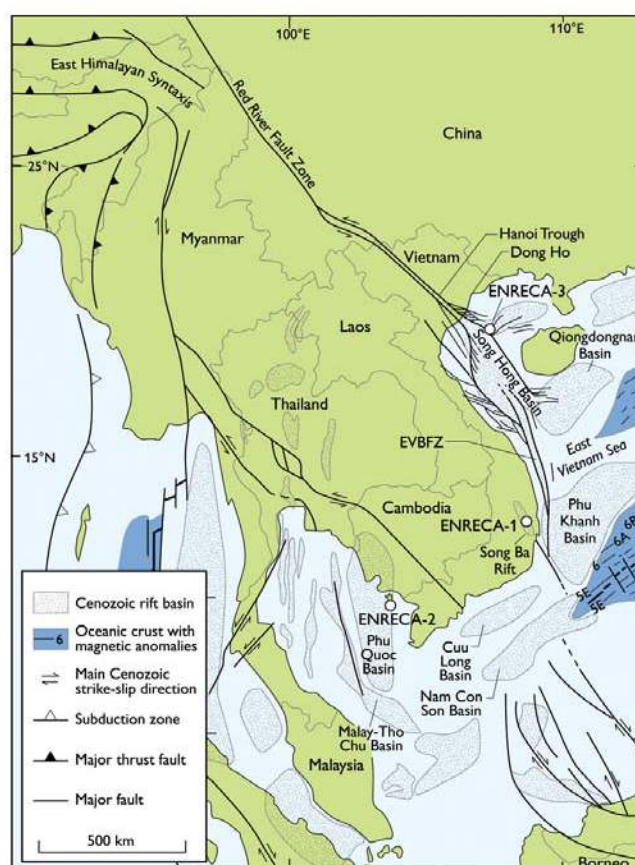 100°E
110°E
East Himalayan Syntaxis
Red River Fault Zone
China
25°N
Myanmar
Vietnam
Hanoi Trough
Dong Ho
ENRECA-3
Laos
Qiongdongnan
Basin
Song Hong Basin
Thailand
15°N
EVBFZ
East
Vietnam Sea
Cambodia
ENRECA-1
Phu
Khanh
Basin
Song Ba
Rift
6B
6A
6
5E
5E
ENRECA-2
Phu
Quoc
Basin
Cuu
Long
Basin
Nam Con
Son Basin
Malay-Tho
Chu Basin
Malaysia
Borneo
Cenozoic rift basin
6
Oceanic crust with
magnetic anomalies
Main Cenozoic
strike-slip direction
Subduction zone
Major thrust fault
Major fault
500 km